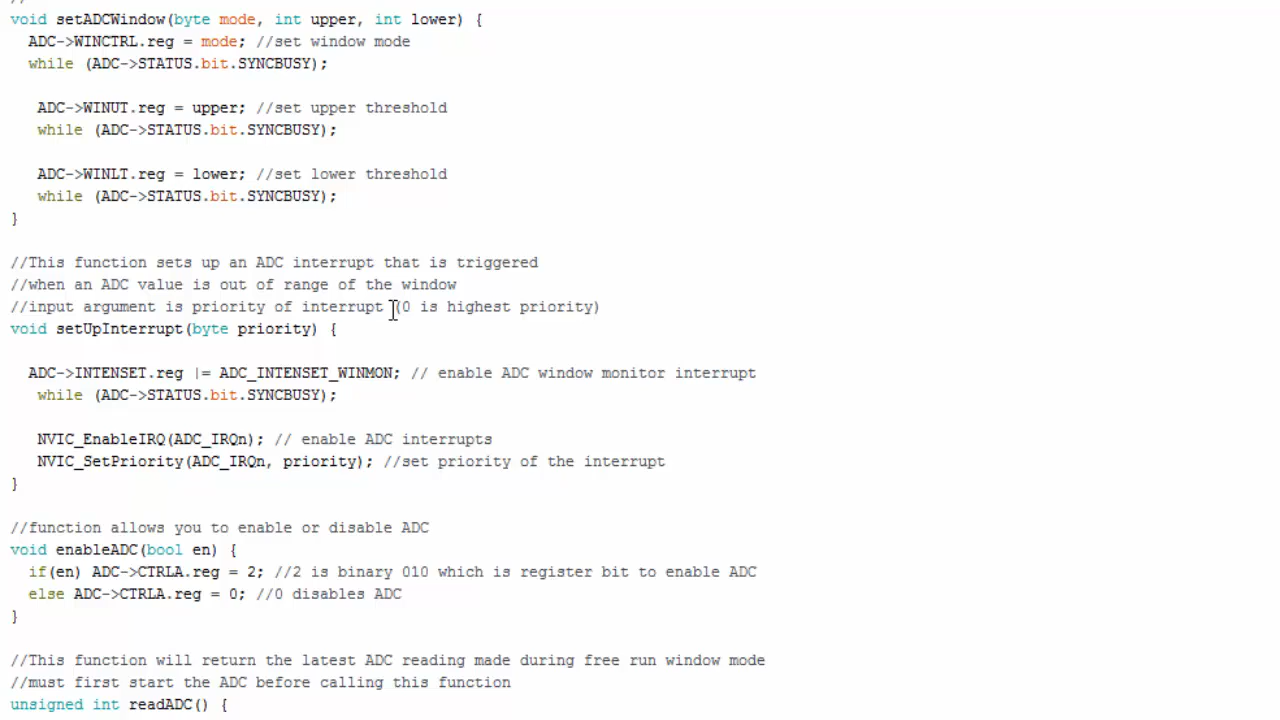 //
void setADCWindow(byte mode, int upper, int lower) {
ADC->WINCTRL.reg = mode; //set window mode
while (ADC->STATUS.bit.SYNCBUSY);
ADC->WINUT.reg = upper; //set upper threshold
while (ADC->STATUS.bit.SYNCBUSY);
ADC->WINLT.reg = lower; //set lower threshold
while (ADC->STATUS.bit.SYNCBUSY);
}
//This function sets up an ADC interrupt that is triggered
//when an ADC value is out of range of the window
//input argument is priority of interrupt (0 is highest priority)
void setUpInterrupt(byte priority) {
ADC->INTENSET.reg |= ADC_INTENSET_WINMON; // enable ADC window monitor interrupt
while (ADC->STATUS.bit.SYNCBUSY);
NVIC_EnableIRQ(ADC_IRQn); // enable ADC interrupts
NVIC_SetPriority(ADC_IRQn, priority); //set priority of the interrupt
}
//function allows you to enable or disable ADC
void enableADC(bool en) {
if(en) ADC->CTRLA.reg = 2; //2 is binary 010 which is register bit to enable ADC
else ADC->CTRLA.reg = 0; //0 disables ADC
}
//This function will return the latest ADC reading made during free run window mode
//must first start the ADC before calling this function
unsigned int readADC() {